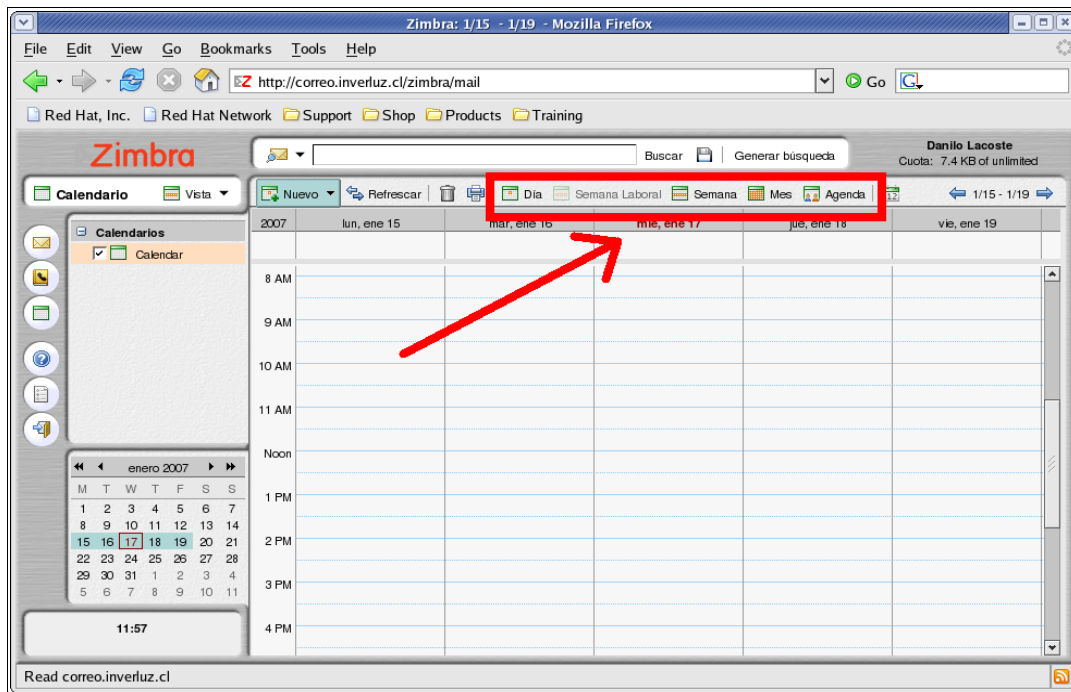 Zimbra: 1/15 - 1/19 - Mozilla Firefox
File Edit View Go Bookmarks Tools Help
http://correo.inverluz.cl/zimbra/mail Go G
Red Hat, Inc. Red Hat Network Support Shop Products Training
Zimbra Buscar Generar búsqueda Danilo Lacoste
Cuota: 7.4 KB of unlimited
Calendario Vista Nuevo Refrescar Día Semana Laboral Semana Mes Agenda 12 1/15 - 1/19
2007 lun, ene 15 mar, ene 16 mié, ene 17 jue, ene 18 vie, ene 19
Calendarios
Calendar
8 AM
9 AM
10 AM
11 AM
Noon
1 PM
2 PM
3 PM
4 PM
enero 2007
M T W T F S S
1 2 3 4 5 6 7
8 9 10 11 12 13 14
15 16 17 18 19 20 21
22 23 24 25 26 27 28
29 30 31 1 2 3 4
5 6 7 8 9 10 11
11:57
Read correo.inverluz.cl